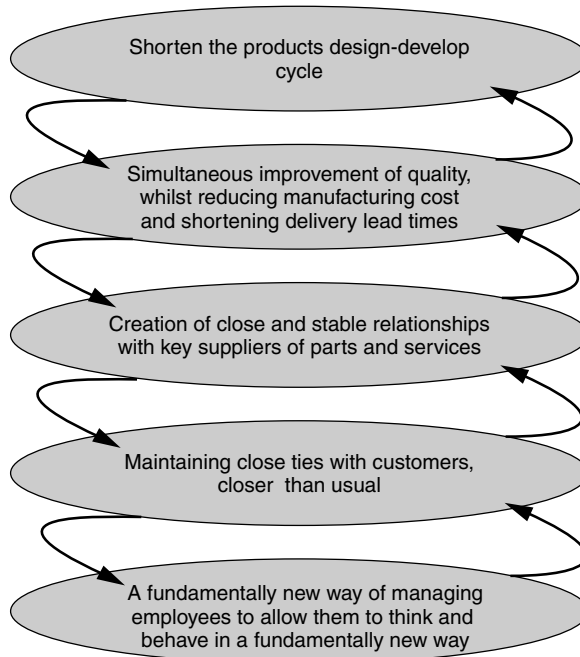 Shorten the products design-develop
cycle
Simultaneous improvement of quality,
whilst reducing manufacturing cost
and shortening delivery lead times
Creation of close and stable relationships
with key suppliers of parts and services
Maintaining close ties with customers,
closer than usual
A fundamentally new way of managing
employees to allow them to think and
behave in a fundamentally new way